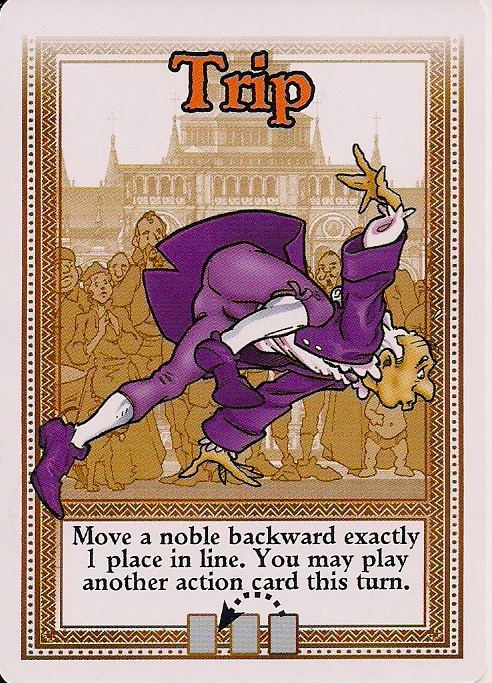 Trip
Move a noble backward exactly
1 place in line. You may play
another action card this turn.